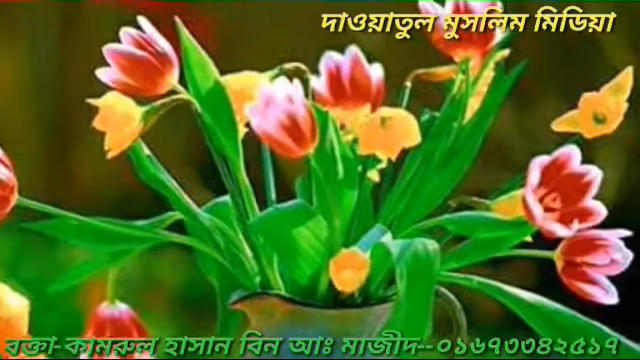 দাওয়াতুল মুসলিম মিডিয়া
বক্তা-কামরুল হাসান বিন আঃ মাজীদ--০১৬৭৩৩৪২৫১৭